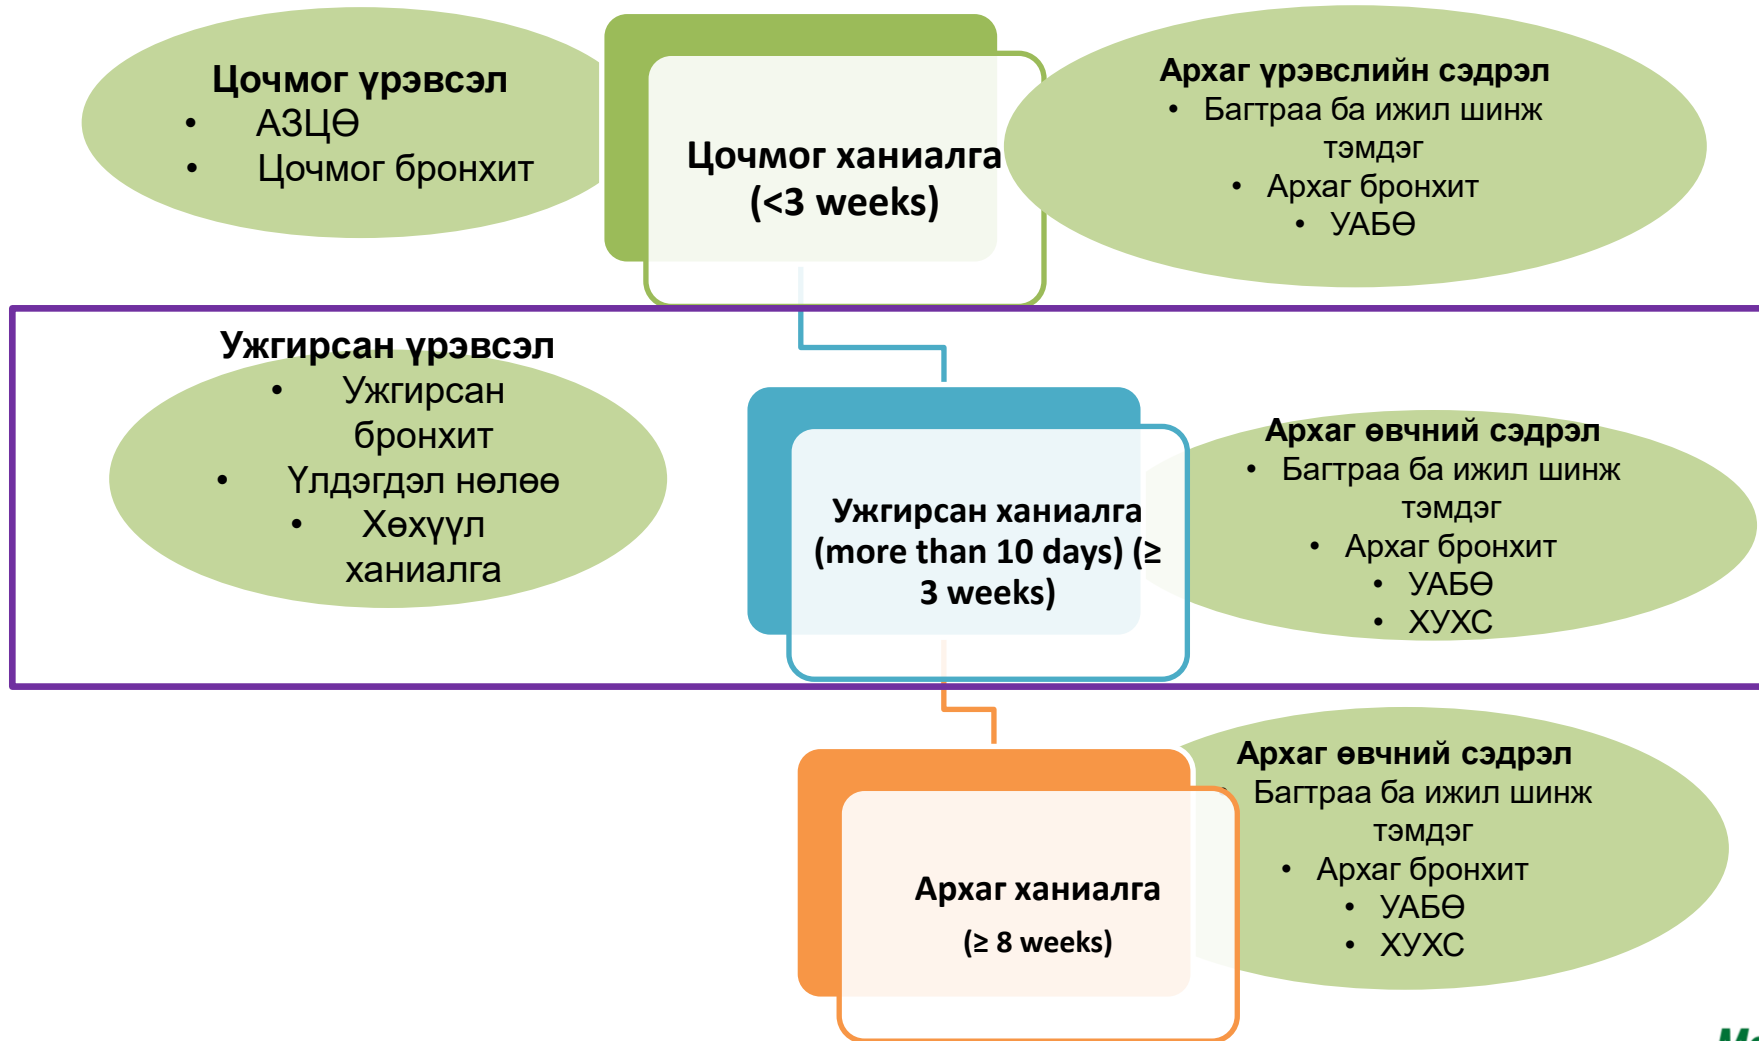 Цочмог үрэвсэл
• АЗЦӨ
• Цочмог бронхит
Цочмог ханиалга
(<3 weeks)
Архаг үрэвслийн сэдрэл
• Багтраа ба ижил шинж
тэмдэг
• Архаг бронхит
• УАБӨ
Ужгирсан үрэвсэл
• Ужгирсан
бронхит
• Үлдэгдэл нөлөө
• Хөхүүл
ханиалга
Ужгирсан ханиалга
(more than 10 days) (≥
3 weeks)
Архаг өвчний сэдрэл
• Багтраа ба ижил шинж
тэмдэг
• Архаг бронхит
• УАБӨ
• ХУХС
Архаг ханиалга
(≥ 8 weeks)
Архаг өвчний сэдрэл
• Багтраа ба ижил шинж
тэмдэг
• Архаг бронхит
• УАБӨ
• ХУХС